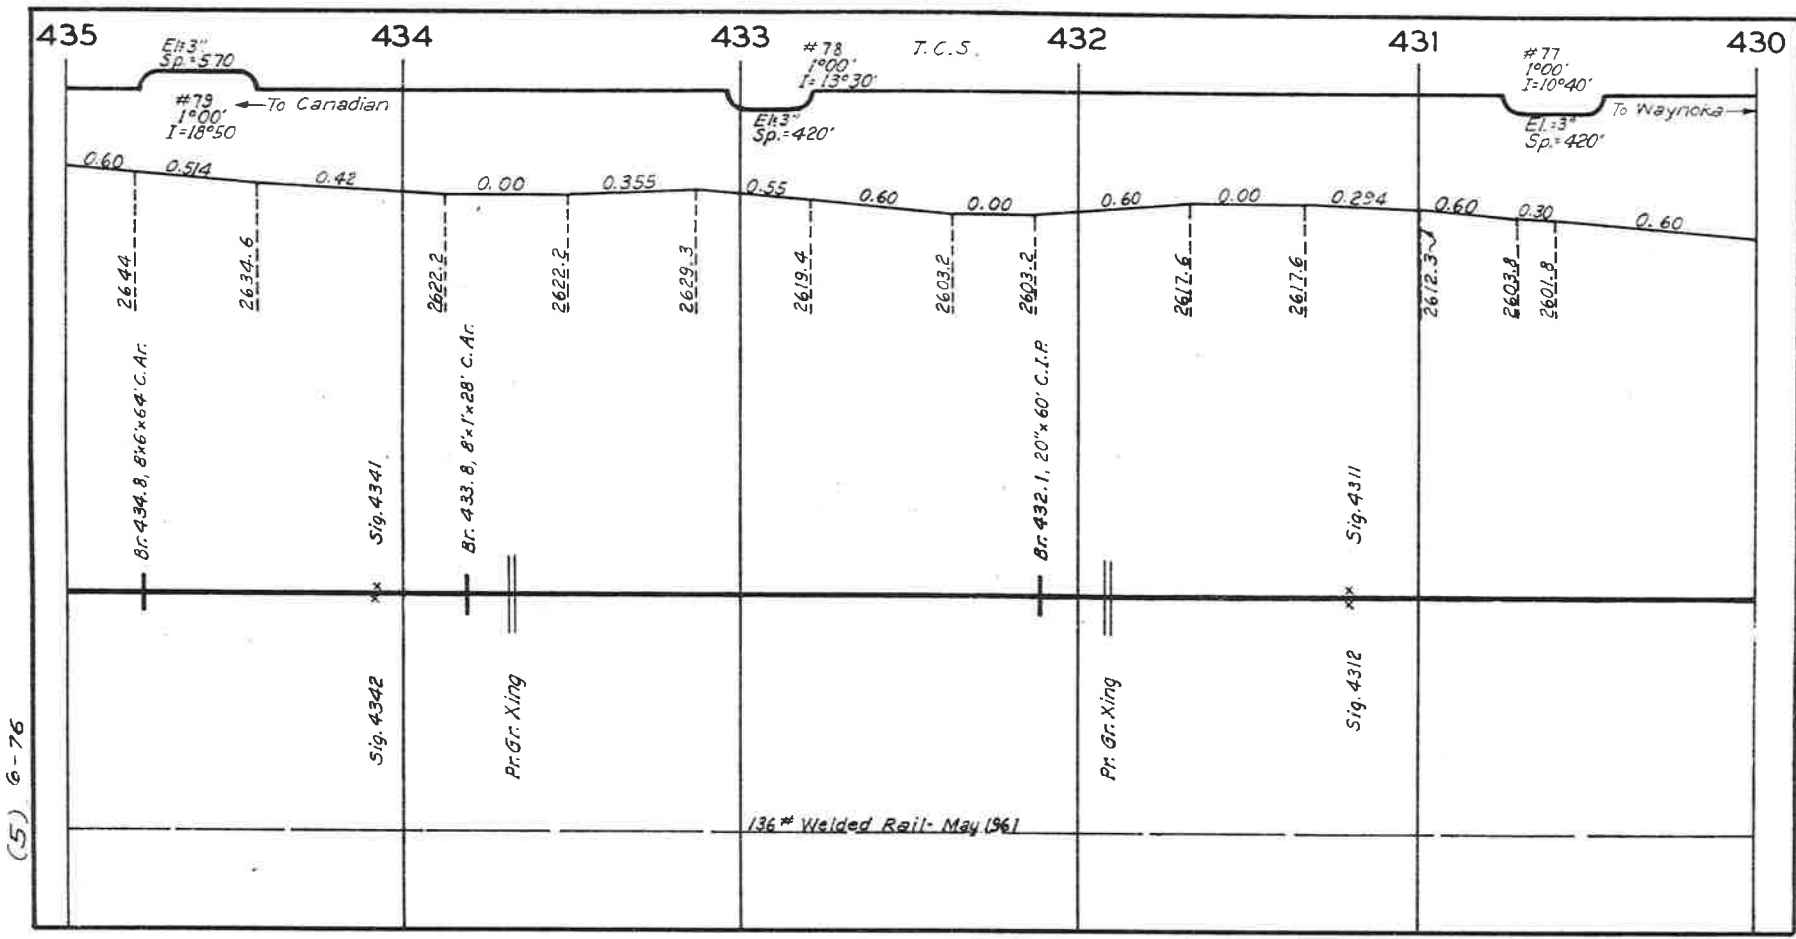 435 434 433 T.C.S. 432 431 430
El=3"
Sp.=570
#79
1°00'
I=18°50
←To Canadian
#78
1°00'
I=13°30'
El=3"
Sp.=420'
#77
1°00'
I=10°40'
El.=3"
Sp.=420'
To Waynoka→
0.60 0.514 0.42 0.00 0.355 0.55 0.60 0.00 0.60 0.00 0.294 0.60 0.30 0.60
2644 2634.6 2622.2 2622.2 2629.3 2619.4 2603.2 2603.2 2617.6 2617.6 2612.3 2603.8 2601.8
Br. 434.8, 8'x6'x64' C.Ar.
Sig. 4341
Br. 433.8, 8'x1'x28' C.Ar.
Br. 432.1, 20"x60' C.I.P.
Sig. 4311
Sig. 4342
Pr. Gr. Xing
Pr. Gr. Xing
Sig. 4312
136# Welded Rail- May 1961
(5) 6-76